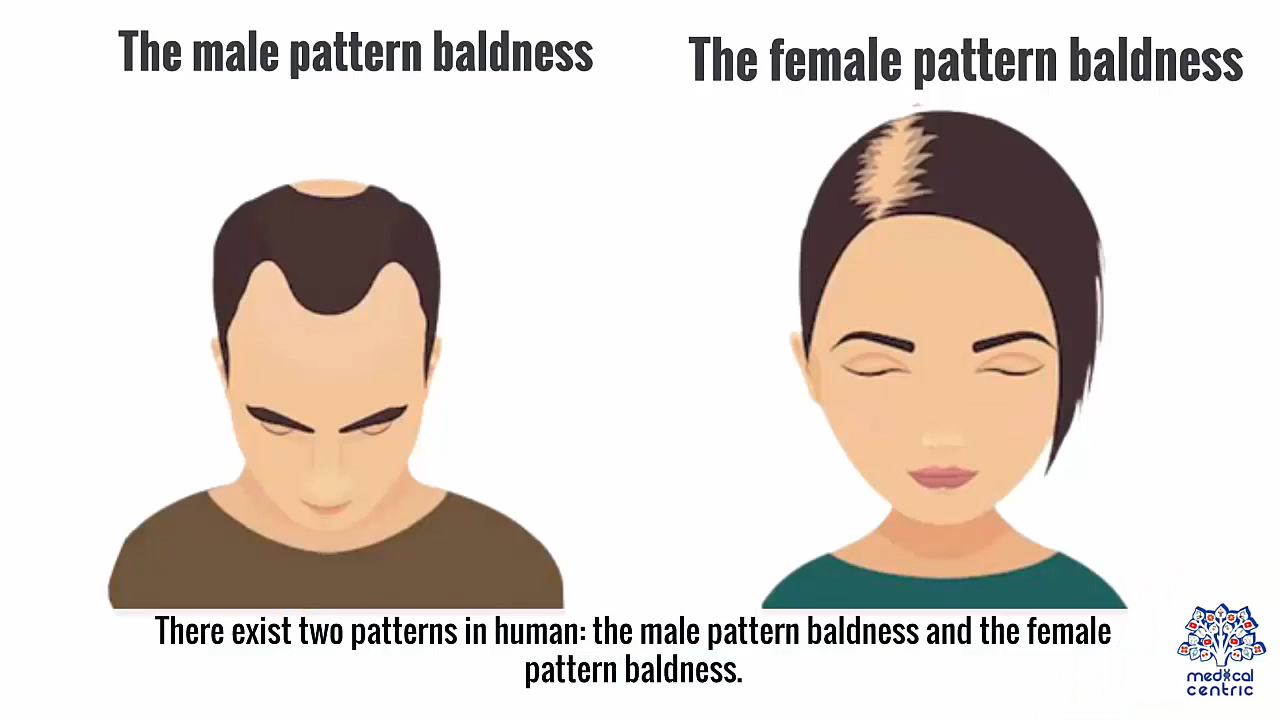 The male pattern baldness
The female pattern baldness
There exist two patterns in human: the male pattern baldness and the female
pattern baldness.
medical
centric